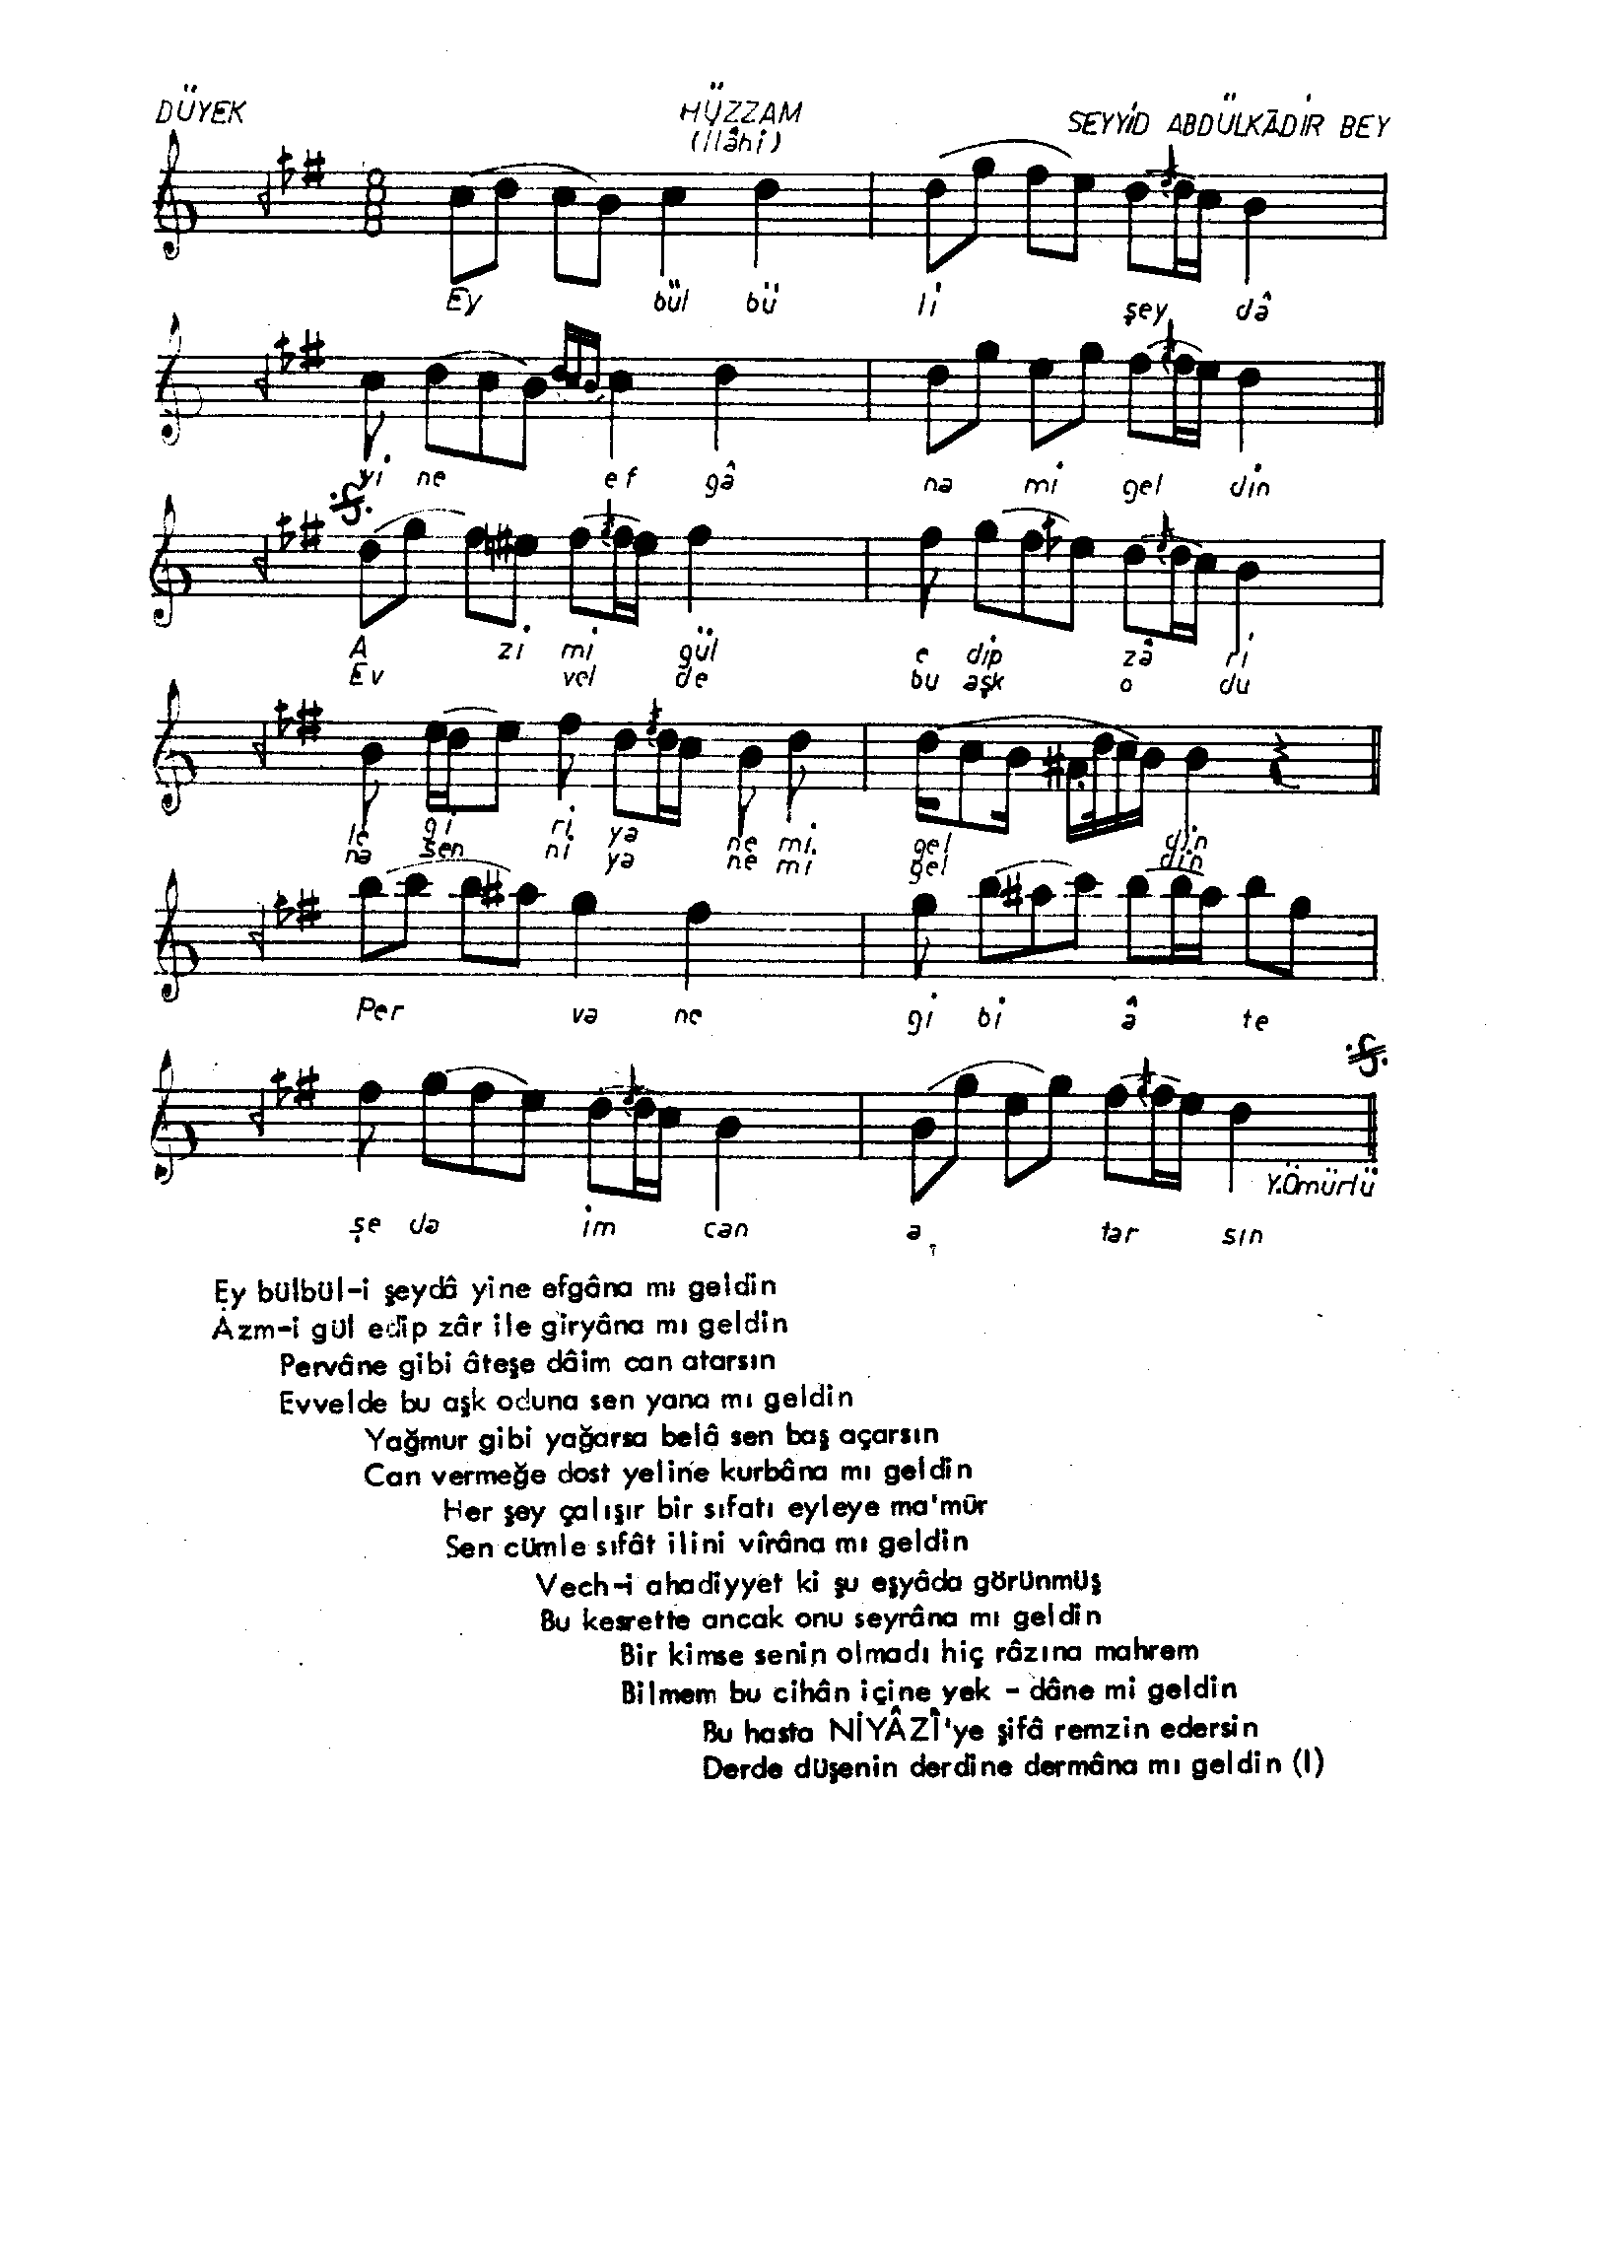 DÜYEK HÜZZAM SEYYİD ABDÜLKÂDİR BEY
(İlâhi)
8
8
Ey bül bü li şey dâ
yi ne ef gâ na mi gel din
A zi mi gül e dip zâ ri
Ev vel de bu aşk o du
le gi ri ya ne mi gel din
na sen ni ya ne mi gel din
Per va ne gi bi â te
Y.Ömürlü
şe da im can a tar sın
Ey bülbül-i şeydâ yine efgâna mı geldin
Azm-i gül edip zâr ile giryâna mı geldin
Pervâne gibi âteşe dâim can atarsın
Evvelde bu aşk oduna sen yana mı geldin
Yağmur gibi yağarsa belâ sen baş açarsın
Can vermeğe dost yeline kurbâna mı geldin
Her şey çalışır bir sıfatı eyleye ma'mûr
Sen cümle sıfât ilini vîrâna mı geldin
Vech-i ahadiyyet ki şu eşyâda görünmüş
Bu kesrette ancak onu seyrâna mı geldin
Bir kimse senin olmadı hiç râzına mahrem
Bilmem bu cihân içine yek - dâne mi geldin
Bu hasta NİYÂZÎ'ye şifâ remzin edersin
Derde düşenin derdine dermâna mı geldin (I)